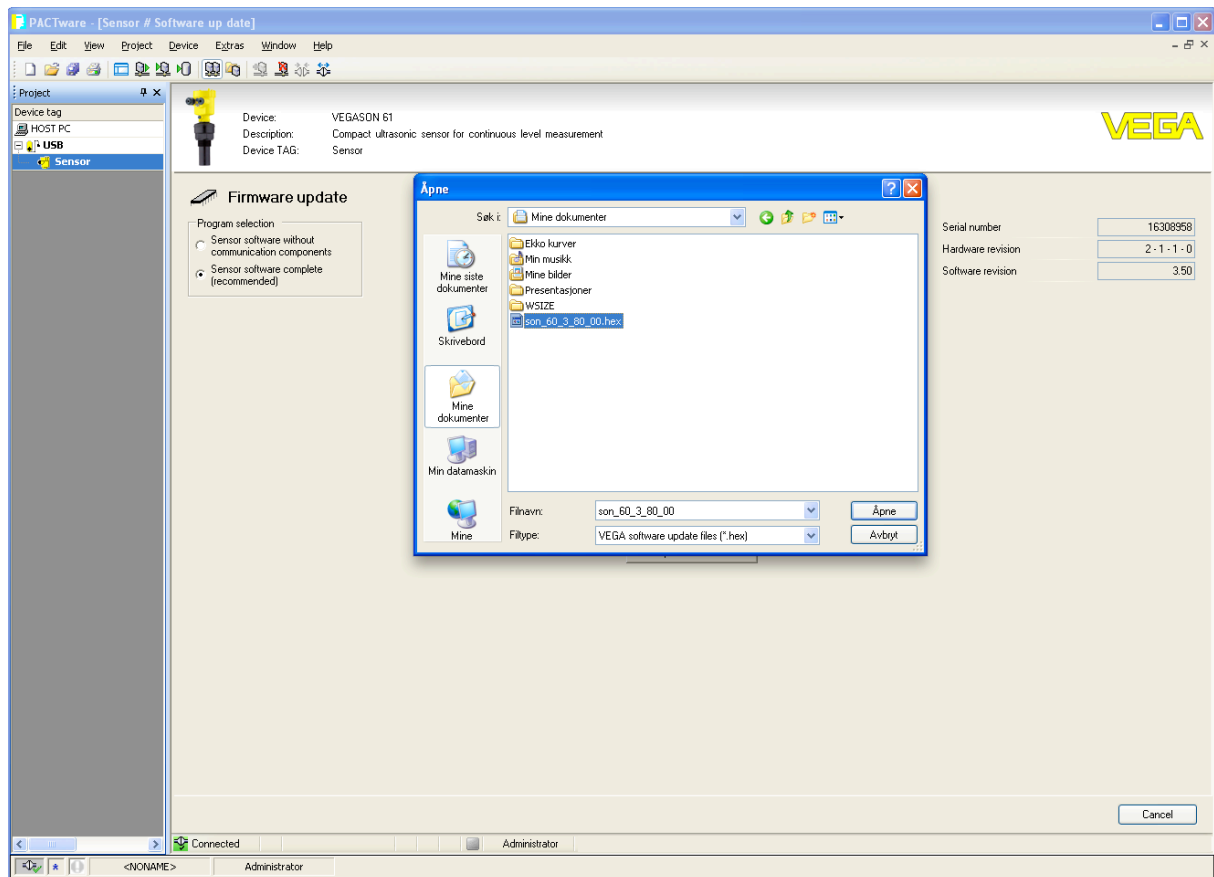 PACTware - [Sensor # Software up date]
File Edit View Project Device Extras Window Help
Project
Device tag
HOST PC
USB
Sensor
Device: VEGASON 61
Description: Compact ultrasonic sensor for continuous level measurement
Device TAG: Sensor
VEGA
Firmware update
Program selection
Sensor software without
communication components
Sensor software complete
(recommended)
Serial number 16308958
Hardware revision 2 - 1 - 1 - 0
Software revision 3.50
Åpne
Søk i: Mine dokumenter
Mine siste
dokumenter
Skrivebord
Mine
dokumenter
Min datamaskin
Mine
Ekko kurver
Min musikk
Mine bilder
Presentasjoner
WSIZE
son_60_3_80_00.hex
Filnavn: son_60_3_80_00 Åpne
Filtype: VEGA software update files (*.hex) Avbryt
Cancel
Connected Administrator
<NONAME> Administrator